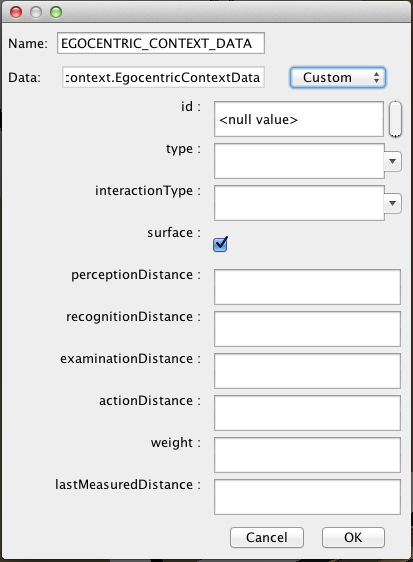 Name: EGOCENTRIC_CONTEXT_DATA
Data: context.EgocentricContextData Custom
id : <null value>
type :
interactionType :
surface :
perceptionDistance :
recognitionDistance :
examinationDistance :
actionDistance :
weight :
lastMeasuredDistance :
Cancel OK